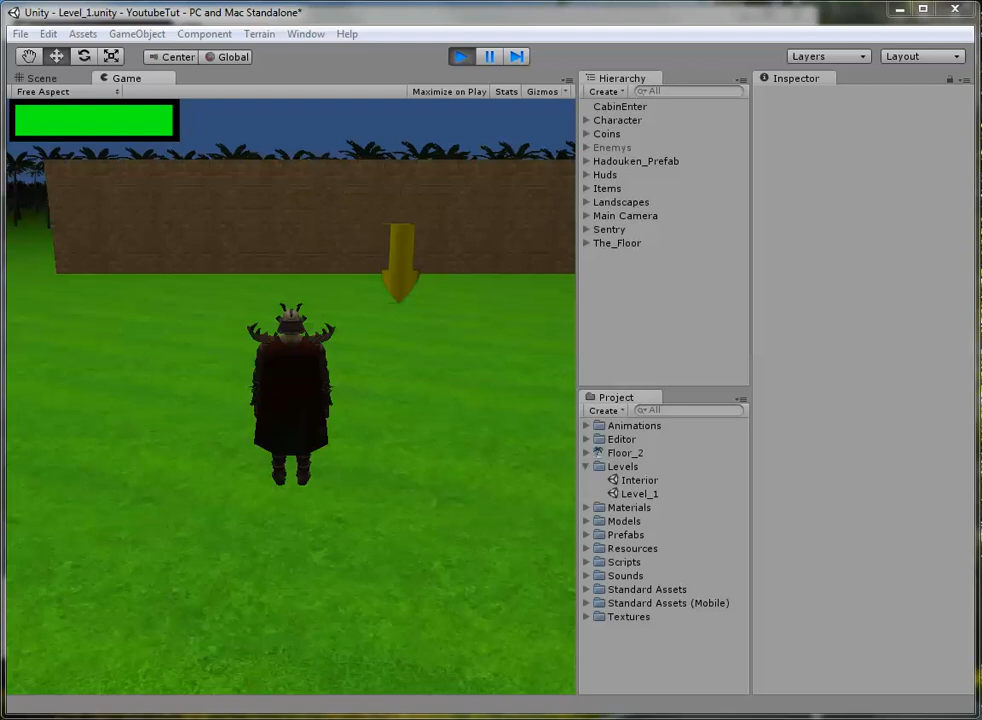 Unity - Level_1.unity - YoutubeTut - PC and Mac Standalone*
File Edit Assets GameObject Component Terrain Window Help
Center Global Layers Layout
Scene Game Hierarchy Inspector
Free Aspect Maximize on Play Stats Gizmos Create All
CabinEnter
Character
Coins
Enemys
Hadouken_Prefab
Huds
Items
Landscapes
Main Camera
Sentry
The_Floor
Project
Create All
Animations
Editor
Floor_2
Levels
Interior
Level_1
Materials
Models
Prefabs
Resources
Scripts
Sounds
Standard Assets
Standard Assets (Mobile)
Textures